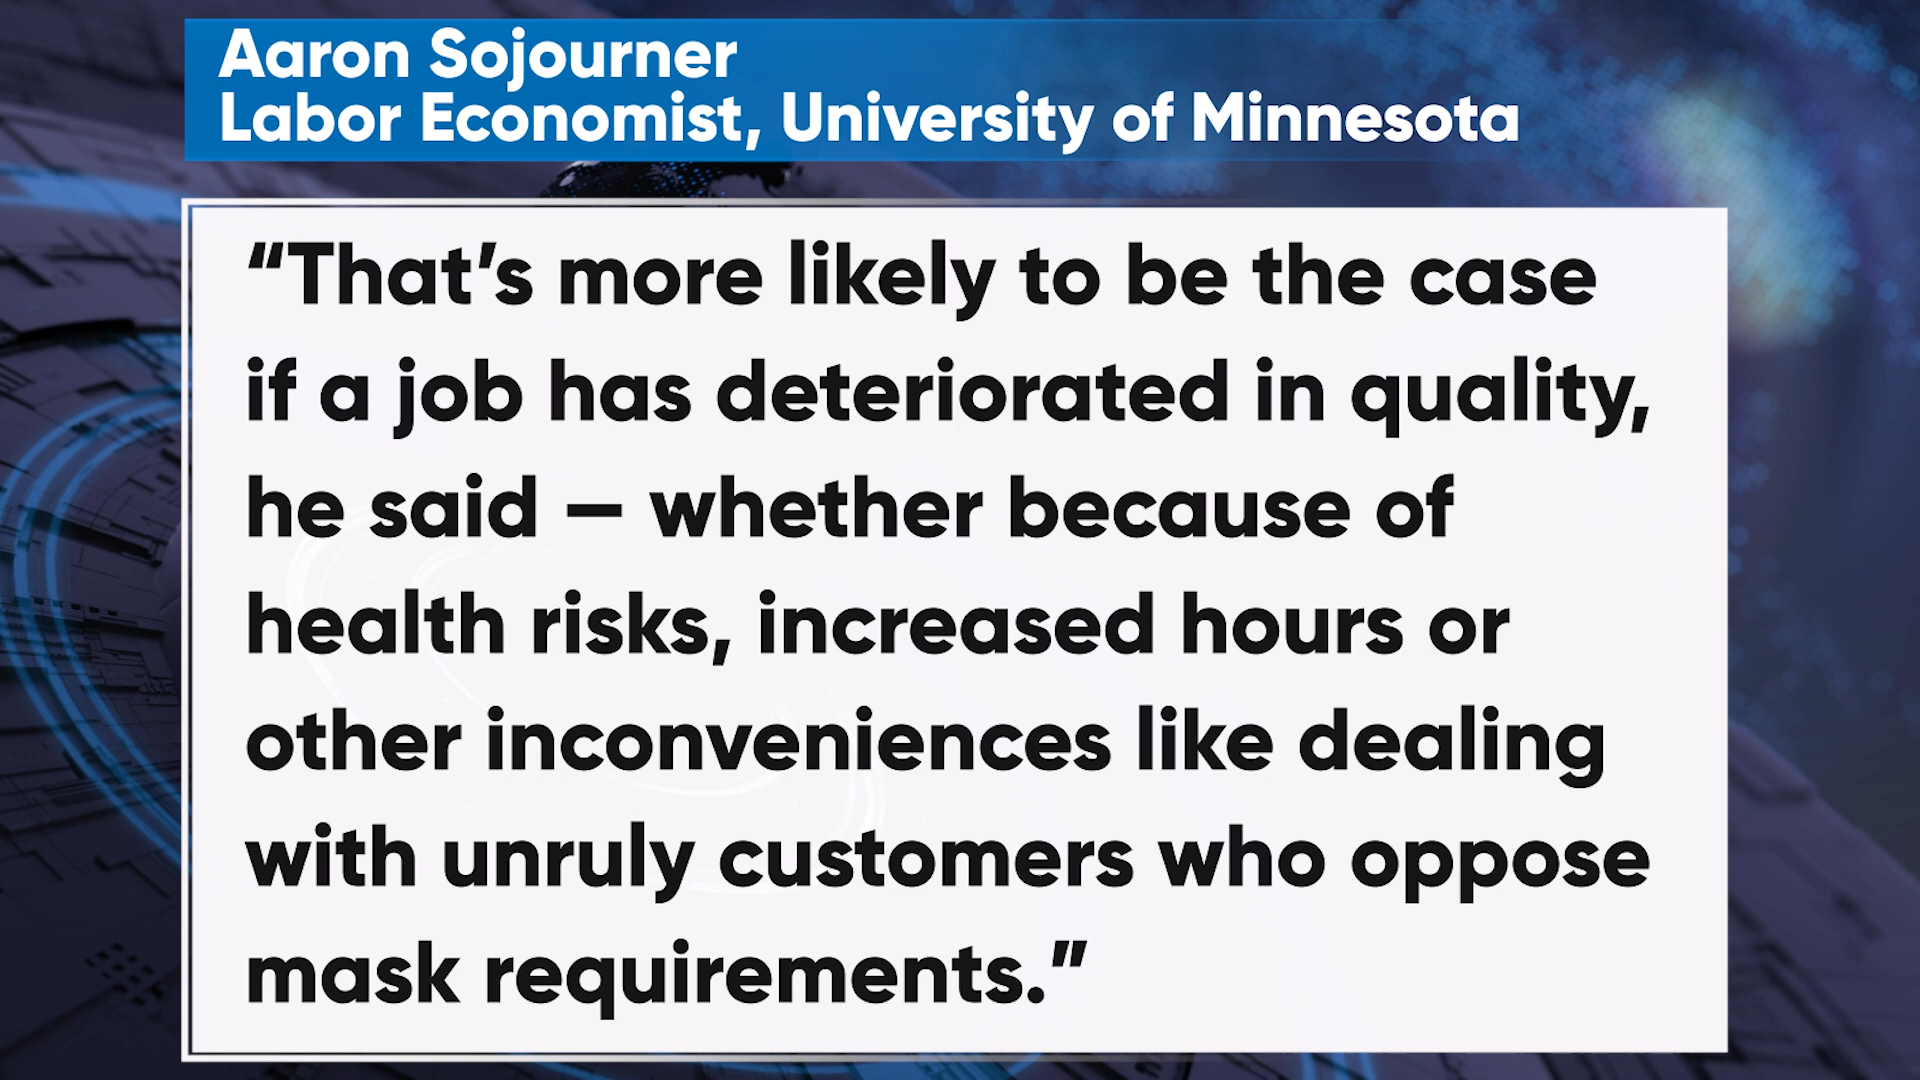 Aaron Sojourner
Labor Economist, University of Minnesota
“That’s more likely to be the case
if a job has deteriorated in quality,
he said — whether because of
health risks, increased hours or
other inconveniences like dealing
with unruly customers who oppose
mask requirements.”